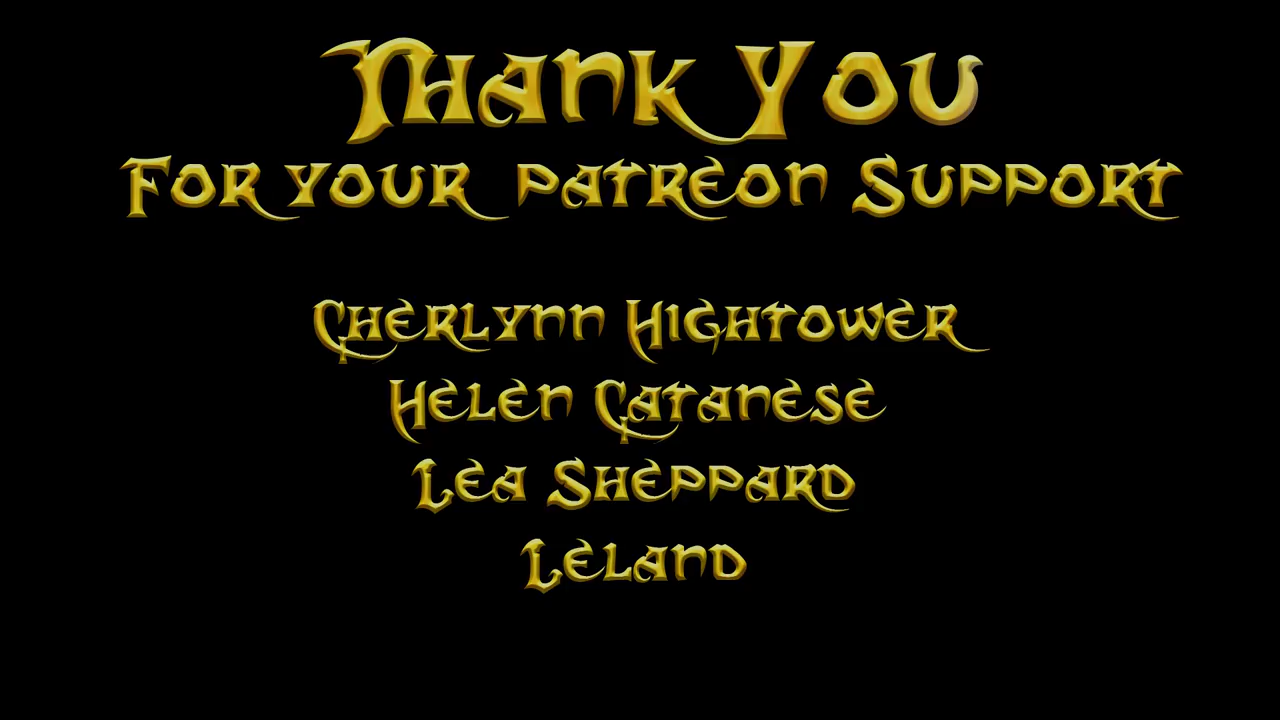 Thank You
For your Patreon Support
Cherlynn Hightower
Helen Catanese
Lea Sheppard
Leland